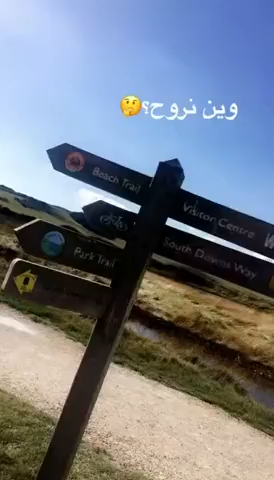 وين نروح؟🤔
Beach Trail
Visitor Centre
South Downs Way
Park Trail